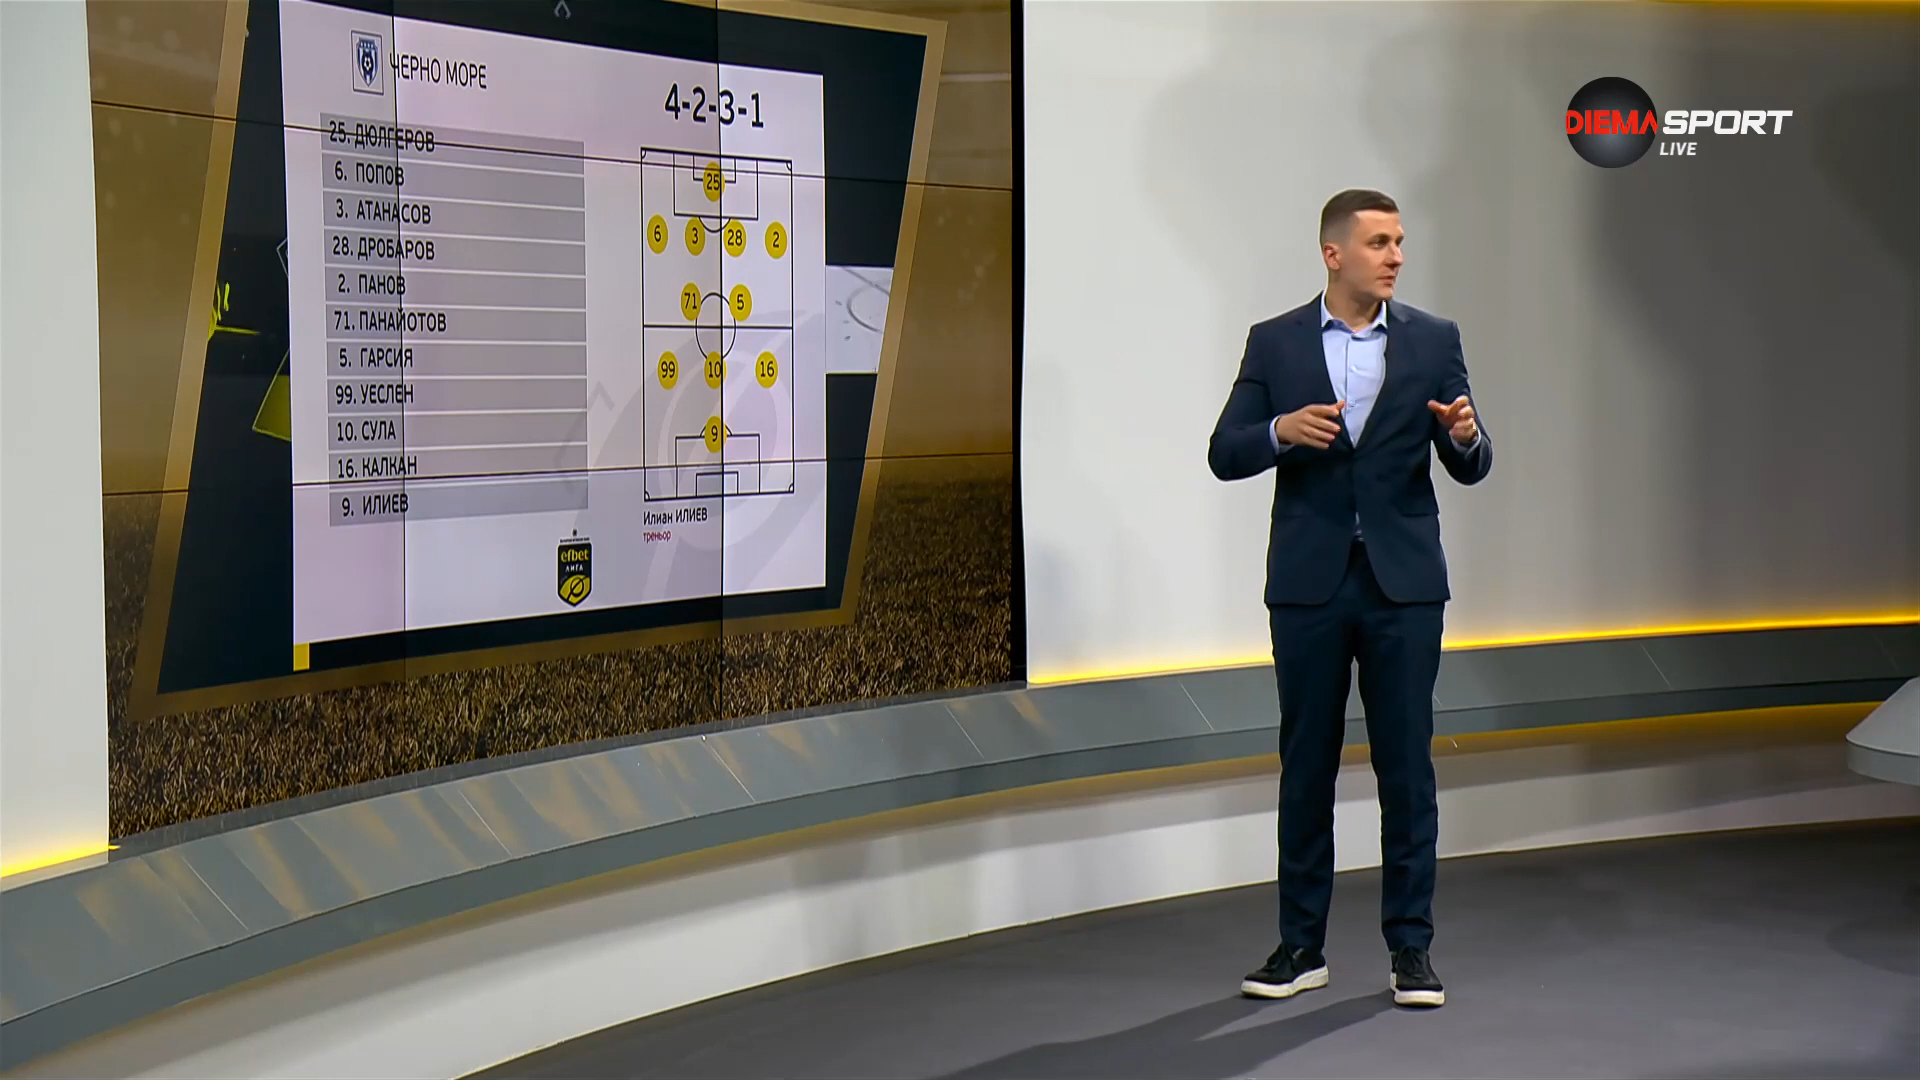 ЧЕРНО МОРЕ
4-2-3-1
25. ДЮЛГЕРОВ
6. ПОПОВ
3. АТАНАСОВ
28. ДРОБАРОВ
2. ПАНОВ
71. ПАНАЙОТОВ
5. ГАРСИЯ
99. УЕСЛЕН
10. СУЛА
16. КАЛКАН
9. ИЛИЕВ
25
6 3 28 2
71 5
99 10 16
9
Илиан ИЛИЕВ
треньор
efbet
ЛИГА
DIEMA SPORT
LIVE